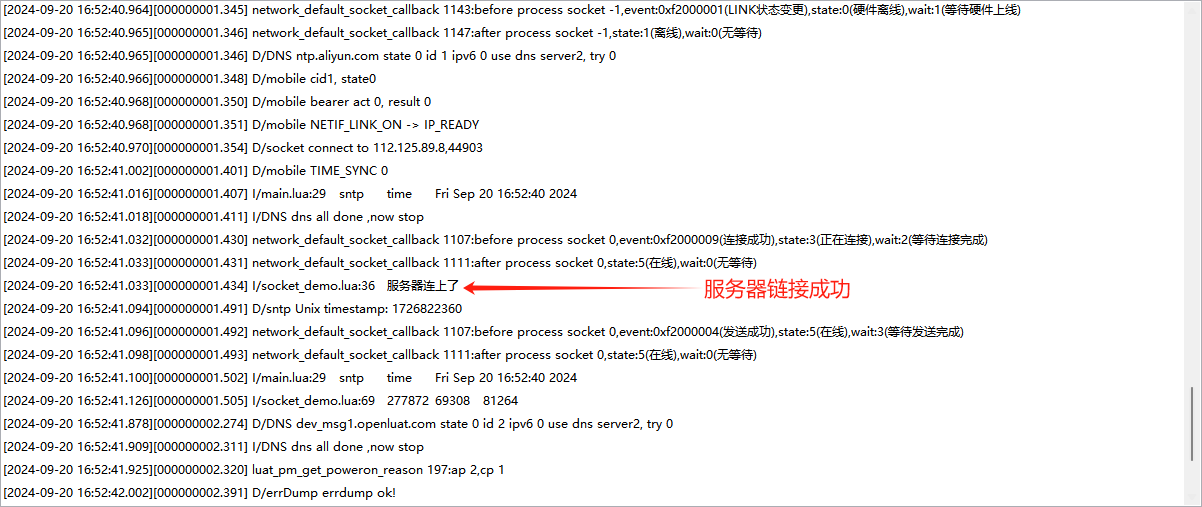 [2024-09-20 16:52:40.964][000000001.345] network_default_socket_callback 1143:before process socket -1,event:0xf2000001(LINK状态变更),state:0(硬件离线),wait:1(等待硬件上线)
[2024-09-20 16:52:40.965][000000001.346] network_default_socket_callback 1147:after process socket -1,state:1(离线),wait:0(无等待)
[2024-09-20 16:52:40.965][000000001.346] D/DNS ntp.aliyun.com state 0 id 1 ipv6 0 use dns server2, try 0
[2024-09-20 16:52:40.966][000000001.348] D/mobile cid1, state0
[2024-09-20 16:52:40.968][000000001.350] D/mobile bearer act 0, result 0
[2024-09-20 16:52:40.968][000000001.351] D/mobile NETIF_LINK_ON -> IP_READY
[2024-09-20 16:52:40.970][000000001.354] D/socket connect to 112.125.89.8,44903
[2024-09-20 16:52:41.002][000000001.401] D/mobile TIME_SYNC 0
[2024-09-20 16:52:41.016][000000001.407] I/main.lua:29 sntp time Fri Sep 20 16:52:40 2024
[2024-09-20 16:52:41.018][000000001.411] I/DNS dns all done ,now stop
[2024-09-20 16:52:41.032][000000001.430] network_default_socket_callback 1107:before process socket 0,event:0xf2000009(连接成功),state:3(正在连接),wait:2(等待连接完成)
[2024-09-20 16:52:41.033][000000001.431] network_default_socket_callback 1111:after process socket 0,state:5(在线),wait:0(无等待)
[2024-09-20 16:52:41.033][000000001.434] I/socket_demo.lua:36 服务器连上了 服务器链接成功
[2024-09-20 16:52:41.094][000000001.491] D/sntp Unix timestamp: 1726822360
[2024-09-20 16:52:41.096][000000001.492] network_default_socket_callback 1107:before process socket 0,event:0xf2000004(发送成功),state:5(在线),wait:3(等待发送完成)
[2024-09-20 16:52:41.098][000000001.493] network_default_socket_callback 1111:after process socket 0,state:5(在线),wait:0(无等待)
[2024-09-20 16:52:41.100][000000001.502] I/main.lua:29 sntp time Fri Sep 20 16:52:40 2024
[2024-09-20 16:52:41.126][000000001.505] I/socket_demo.lua:69 277872 69308 81264
[2024-09-20 16:52:41.878][000000002.274] D/DNS dev_msg1.openluat.com state 0 id 2 ipv6 0 use dns server2, try 0
[2024-09-20 16:52:41.909][000000002.311] I/DNS dns all done ,now stop
[2024-09-20 16:52:41.925][000000002.320] luat_pm_get_poweron_reason 197:ap 2,cp 1
[2024-09-20 16:52:42.002][000000002.391] D/errDump errdump ok!